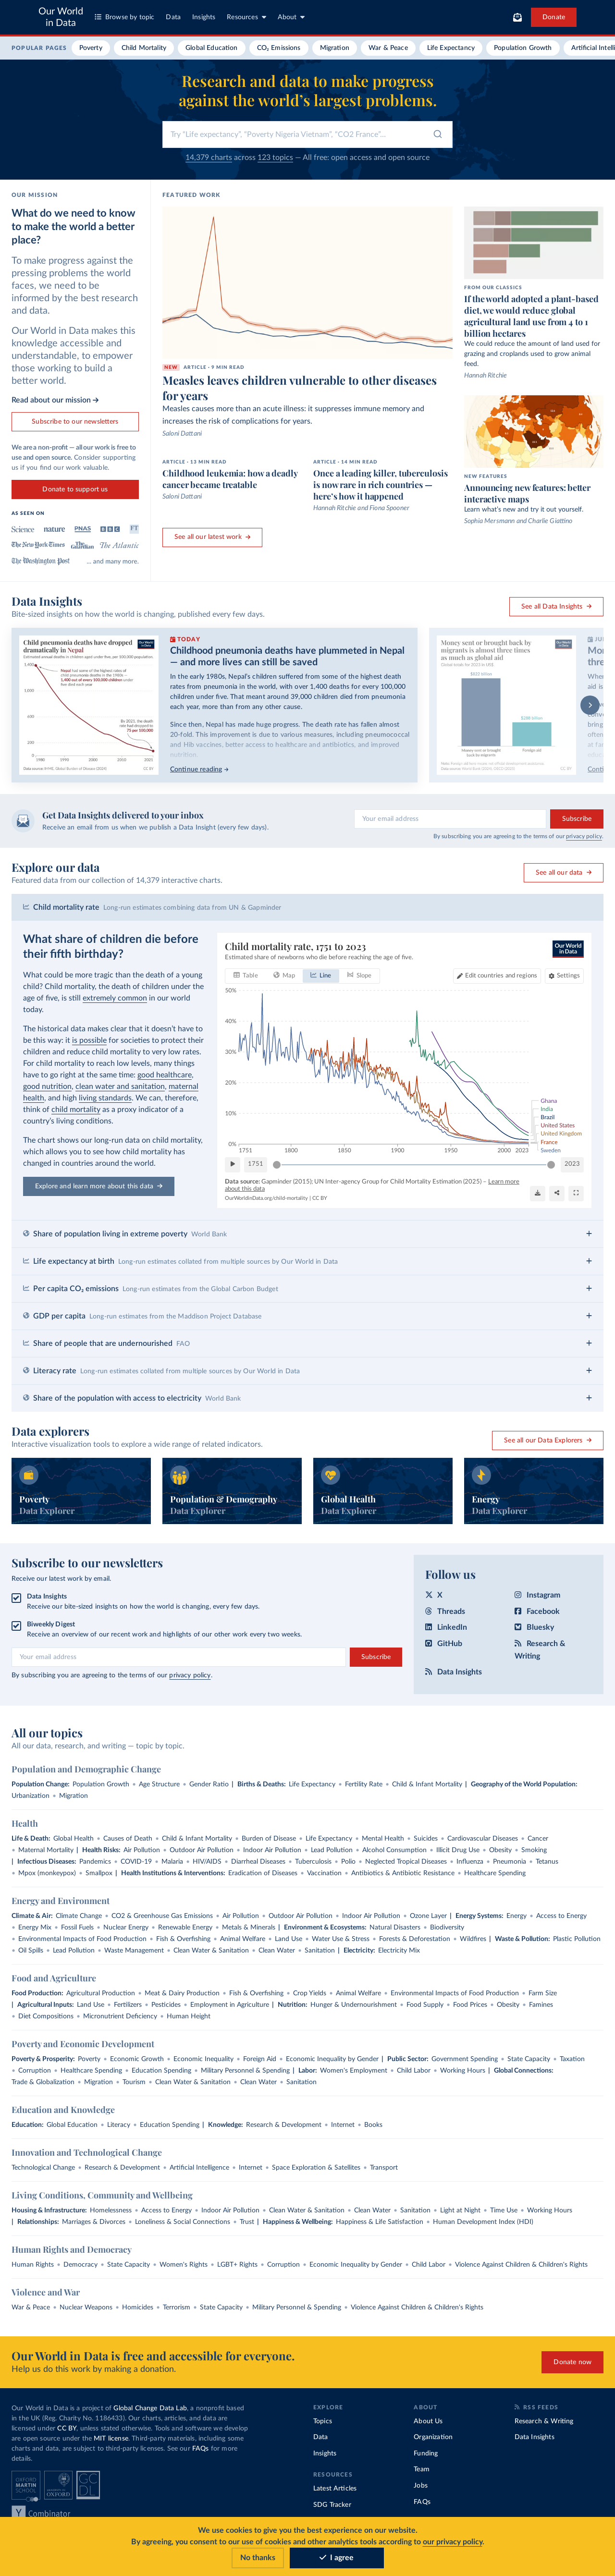 Our World
in Data
Browse by topic
Data
Insights
Resources
About
Donate
POPULAR PAGES
Poverty
Child Mortality
Global Education
CO₂ Emissions
Migration
War & Peace
Life Expectancy
Population Growth
Artificial Intelli
Research and data to make progress
against the world's largest problems.
Try "Life expectancy", "Poverty Nigeria Vietnam", "CO2 France"...
14,379 charts across 123 topics — All free: open access and open source
OUR MISSION
What do we need to know
to make the world a better
place?
To make progress against the
pressing problems the world
faces, we need to be
informed by the best research
and data.
Our World in Data makes this
knowledge accessible and
understandable, to empower
those working to build a
better world.
Read about our mission
Subscribe to our newsletters
We are a non-profit — all our work is free to
use and open source. Consider supporting
us if you find our work valuable.
Donate to support us
AS SEEN ON
Science
nature
PNAS
BBC
FT
The New York Times
The Guardian
The Atlantic
The Washington Post
... and many more.
FEATURED WORK
NEW ARTICLE · 9 MIN READ
Measles leaves children vulnerable to other diseases
for years
Measles causes more than an acute illness: it suppresses immune memory and
increases the risk of complications for years.
Saloni Dattani
ARTICLE · 13 MIN READ
Childhood leukemia: how a deadly
cancer became treatable
Saloni Dattani
ARTICLE · 14 MIN READ
Once a leading killer, tuberculosis
is now rare in rich countries —
here's how it happened
Hannah Ritchie and Fiona Spooner
See all our latest work
FROM OUR CLASSICS
If the world adopted a plant-based
diet, we would reduce global
agricultural land use from 4 to 1
billion hectares
We could reduce the amount of land used for
grazing and croplands used to grow animal
feed.
Hannah Ritchie
NEW FEATURES
Announcing new features: better
interactive maps
Learn what's new and try it out yourself.
Sophia Mersmann and Charlie Giattino
Data Insights
Bite-sized insights on how the world is changing, published every few days.
See all Data Insights
Child pneumonia deaths have dropped
dramatically in Nepal
TODAY
Childhood pneumonia deaths have plummeted in Nepal
— and more lives can still be saved
In the early 1980s, Nepal's children suffered from some of the highest death
rates from pneumonia in the world, with over 1,400 deaths for every 100,000
children under five. That meant around 39,000 children died from pneumonia
each year, more than from any other cause.
Since then, Nepal has made huge progress. The death rate has fallen almost
20-fold. This improvement is due to various measures, including pneumococcal
and Hib vaccines, better access to healthcare and antibiotics, and improved
nutrition.
Continue reading
Money sent or brought back by
migrants is almost three times
as much as global aid
Get Data Insights delivered to your inbox
Receive an email from us when we publish a Data Insight (every few days).
Your email address
Subscribe
By subscribing you are agreeing to the terms of our privacy policy.
Explore our data
Featured data from our collection of 14,379 interactive charts.
See all our data
Child mortality rate Long-run estimates combining data from UN & Gapminder
What share of children die before
their fifth birthday?
What could be more tragic than the death of a young
child? Child mortality, the death of children under the
age of five, is still extremely common in our world
today.
The historical data makes clear that it doesn't have to
be this way: it is possible for societies to protect their
children and reduce child mortality to very low rates.
For child mortality to reach low levels, many things
have to go right at the same time: good healthcare,
good nutrition, clean water and sanitation, maternal
health, and high living standards. We can, therefore,
think of child mortality as a proxy indicator of a
country's living conditions.
The chart shows our long-run data on child mortality,
which allows you to see how child mortality has
changed in countries around the world.
Explore and learn more about this data
Child mortality rate, 1751 to 2023
Estimated share of newborns who die before reaching the age of five.
Our World
in Data
Table
Map
Line
Slope
Edit countries and regions
Settings
50%
40%
30%
20%
10%
0%
1751
1800
1850
1900
1950
2000
2023
Ghana
India
Brazil
United States
United Kingdom
France
Sweden
1751
2023
Data source: Gapminder (2015); UN Inter-agency Group for Child Mortality Estimation (2025) – Learn more
about this data
OurWorldinData.org/child-mortality | CC BY
Share of population living in extreme poverty World Bank
Life expectancy at birth Long-run estimates collated from multiple sources by Our World in Data
Per capita CO₂ emissions Long-run estimates from the Global Carbon Budget
GDP per capita Long-run estimates from the Maddison Project Database
Share of people that are undernourished FAO
Literacy rate Long-run estimates collated from multiple sources by Our World in Data
Share of the population with access to electricity World Bank
Data explorers
Interactive visualization tools to explore a wide range of related indicators.
See all our Data Explorers
Poverty
Data Explorer
Population & Demography
Data Explorer
Global Health
Data Explorer
Energy
Data Explorer
Subscribe to our newsletters
Receive our latest work by email.
Data Insights
Receive our bite-sized insights on how the world is changing, every few days.
Biweekly Digest
Receive an overview of our recent work and highlights of our other work every two weeks.
Your email address
Subscribe
By subscribing you are agreeing to the terms of our privacy policy.
Follow us
X
Instagram
Threads
Facebook
LinkedIn
Bluesky
GitHub
Research &
Writing
Data Insights
All our topics
All our data, research, and writing — topic by topic.
Population and Demographic Change
Population Change: Population Growth • Age Structure • Gender Ratio | Births & Deaths: Life Expectancy • Fertility Rate • Child & Infant Mortality | Geography of the World Population:
Urbanization • Migration
Health
Life & Death: Global Health • Causes of Death • Child & Infant Mortality • Burden of Disease • Life Expectancy • Mental Health • Suicides • Cardiovascular Diseases • Cancer
• Maternal Mortality | Health Risks: Air Pollution • Outdoor Air Pollution • Indoor Air Pollution • Lead Pollution • Alcohol Consumption • Illicit Drug Use • Obesity • Smoking
| Infectious Diseases: Pandemics • COVID-19 • Malaria • HIV/AIDS • Diarrheal Diseases • Tuberculosis • Polio • Neglected Tropical Diseases • Influenza • Pneumonia • Tetanus
• Mpox (monkeypox) • Smallpox | Health Institutions & Interventions: Eradication of Diseases • Vaccination • Antibiotics & Antibiotic Resistance • Healthcare Spending
Energy and Environment
Climate & Air: Climate Change • CO2 & Greenhouse Gas Emissions • Air Pollution • Outdoor Air Pollution • Indoor Air Pollution • Ozone Layer | Energy Systems: Energy • Access to Energy
• Energy Mix • Fossil Fuels • Nuclear Energy • Renewable Energy • Metals & Minerals | Environment & Ecosystems: Natural Disasters • Biodiversity
• Environmental Impacts of Food Production • Fish & Overfishing • Animal Welfare • Land Use • Water Use & Stress • Forests & Deforestation • Wildfires | Waste & Pollution: Plastic Pollution
• Oil Spills • Lead Pollution • Waste Management • Clean Water & Sanitation • Clean Water • Sanitation | Electricity: Electricity Mix
Food and Agriculture
Food Production: Agricultural Production • Meat & Dairy Production • Fish & Overfishing • Crop Yields • Animal Welfare • Environmental Impacts of Food Production • Farm Size
| Agricultural Inputs: Land Use • Fertilizers • Pesticides • Employment in Agriculture | Nutrition: Hunger & Undernourishment • Food Supply • Food Prices • Obesity • Famines
• Diet Compositions • Micronutrient Deficiency • Human Height
Poverty and Economic Development
Poverty & Prosperity: Poverty • Economic Growth • Economic Inequality • Foreign Aid • Economic Inequality by Gender | Public Sector: Government Spending • State Capacity • Taxation
• Corruption • Healthcare Spending • Education Spending • Military Personnel & Spending | Labor: Women's Employment • Child Labor • Working Hours | Global Connections:
Trade & Globalization • Migration • Tourism • Clean Water & Sanitation • Clean Water • Sanitation
Education and Knowledge
Education: Global Education • Literacy • Education Spending | Knowledge: Research & Development • Internet • Books
Innovation and Technological Change
Technological Change • Research & Development • Artificial Intelligence • Internet • Space Exploration & Satellites • Transport
Living Conditions, Community and Wellbeing
Housing & Infrastructure: Homelessness • Access to Energy • Indoor Air Pollution • Clean Water & Sanitation • Clean Water • Sanitation • Light at Night • Time Use • Working Hours
| Relationships: Marriages & Divorces • Loneliness & Social Connections • Trust | Happiness & Wellbeing: Happiness & Life Satisfaction • Human Development Index (HDI)
Human Rights and Democracy
Human Rights • Democracy • State Capacity • Women's Rights • LGBT+ Rights • Corruption • Economic Inequality by Gender • Child Labor • Violence Against Children & Children's Rights
Violence and War
War & Peace • Nuclear Weapons • Homicides • Terrorism • State Capacity • Military Personnel & Spending • Violence Against Children & Children's Rights
Our World in Data is free and accessible for everyone.
Help us do this work by making a donation.
Donate now
Our World in Data is a project of Global Change Data Lab, a nonprofit based
in the UK (Reg. Charity No. 1186433). Our charts, articles, and data are
licensed under CC BY, unless stated otherwise. Tools and software we develop
are open source under the MIT license. Third-party materials, including some
charts and data, are subject to third-party licenses. See our FAQs for more
details.
OXFORD
MARTIN
SCHOOL
UNIVERSITY OF
OXFORD
GC
DL
Y Combinator
EXPLORE
Topics
Data
Insights
RESOURCES
Latest Articles
SDG Tracker
ABOUT
About Us
Organization
Funding
Team
Jobs
FAQs
RSS FEEDS
Research & Writing
Data Insights
We use cookies to give you the best experience on our website.
By agreeing, you consent to our use of cookies and other analytics tools according to our privacy policy.
No thanks
I agree